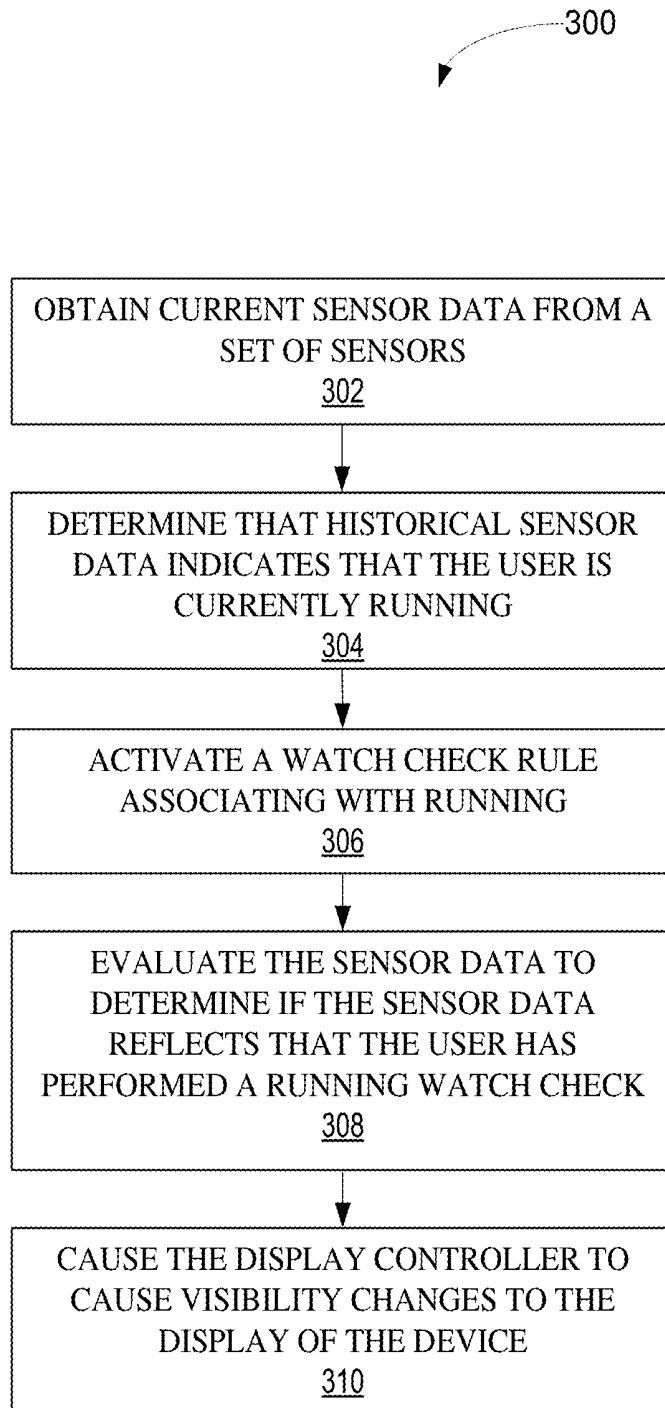 300
OBTAIN CURRENT SENSOR DATA FROM A
SET OF SENSORS
302
DETERMINE THAT HISTORICAL SENSOR
DATA INDICATES THAT THE USER IS
CURRENTLY RUNNING
304
ACTIVATE A WATCH CHECK RULE
ASSOCIATING WITH RUNNING
306
EVALUATE THE SENSOR DATA TO
DETERMINE IF THE SENSOR DATA
REFLECTS THAT THE USER HAS
PERFORMED A RUNNING WATCH CHECK
308
CAUSE THE DISPLAY CONTROLLER TO
CAUSE VISIBILITY CHANGES TO THE
DISPLAY OF THE DEVICE
310